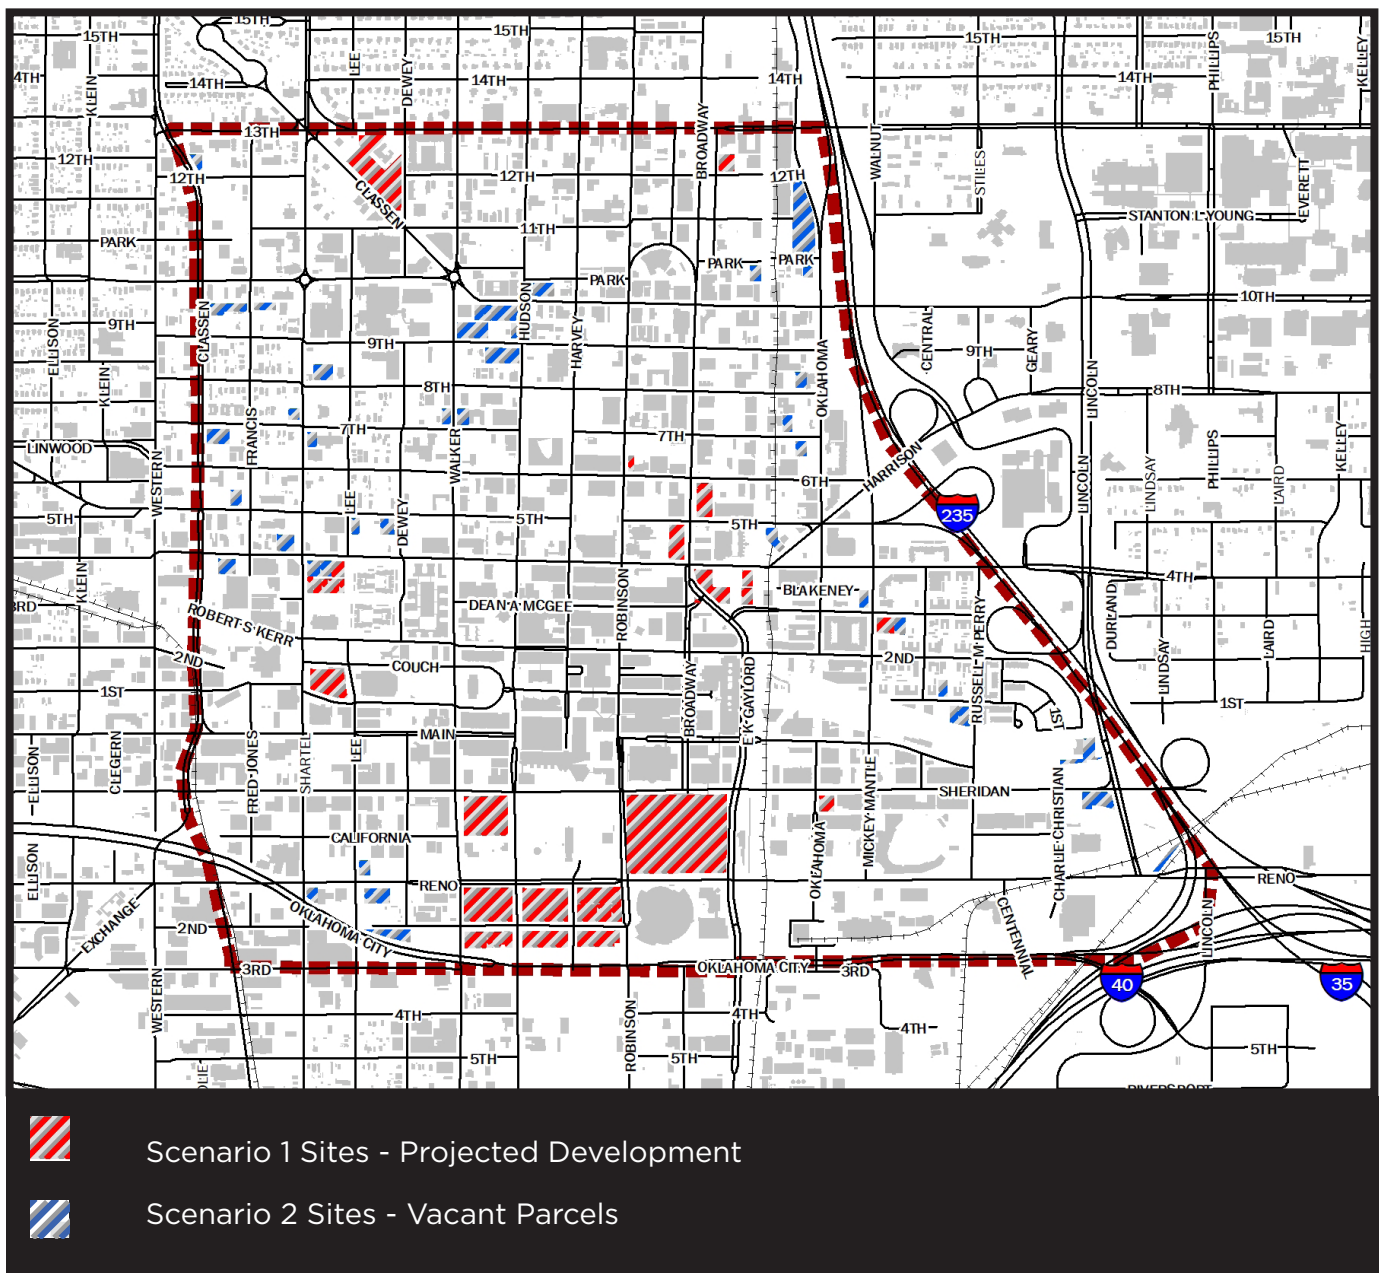 15TH
15TH
15TH
15TH
15TH
4TH
KLEIN
14TH
LEE
DEWEY
14TH
14TH
14TH
PHILLIPS
KELLEY
13TH
BROADWAY
WALNUT
STILES
EVERETT
12TH
12TH
12TH
12TH
CLASSEN
11TH
STANTON L YOUNG
PARK
PARK
PARK
PARK
10TH
9TH
ELLISON
KLEIN
CLASSEN
9TH
HUDSON
HARVEY
OKLAHOMA
CENTRAL
9TH
GEARY
LINCOLN
8TH
8TH
LINWOOD
WESTERN
FRANCIS
7TH
WALKER
7TH
HARRISON
6TH
LINCOLN
LINDSAY
PHILLIPS
LAIRD
KELLEY
5TH
LEE
DEWEY
5TH
5TH
235
3RD
KLEIN
ROBERT S KERR
DEAN A MCGEE
ROBINSON
BLAKENEY
4TH
DURLAND
2ND
COUCH
2ND
RUSSELL M PERRY
LINDSAY
LAIRD
HIGH
1ST
BROADWAY
E K GAYLORD
1ST
1ST
MAIN
ELLISON
CLEGERN
FRED JONES
SHARTEL
LEE
MICKEY MANTLE
SHERIDAN
CHARLIE CHRISTIAN
CALIFORNIA
OKLAHOMA
ELLISON
RENO
RENO
EXCHANGE
2ND
OKLAHOMA CITY
CENTENNIAL
LINCOLN
3RD
OKLAHOMA CITY
3RD
40
35
WESTERN
4TH
ROBINSON
4TH
4TH
5TH
5TH
5TH
Scenario 1 Sites - Projected Development
Scenario 2 Sites - Vacant Parcels